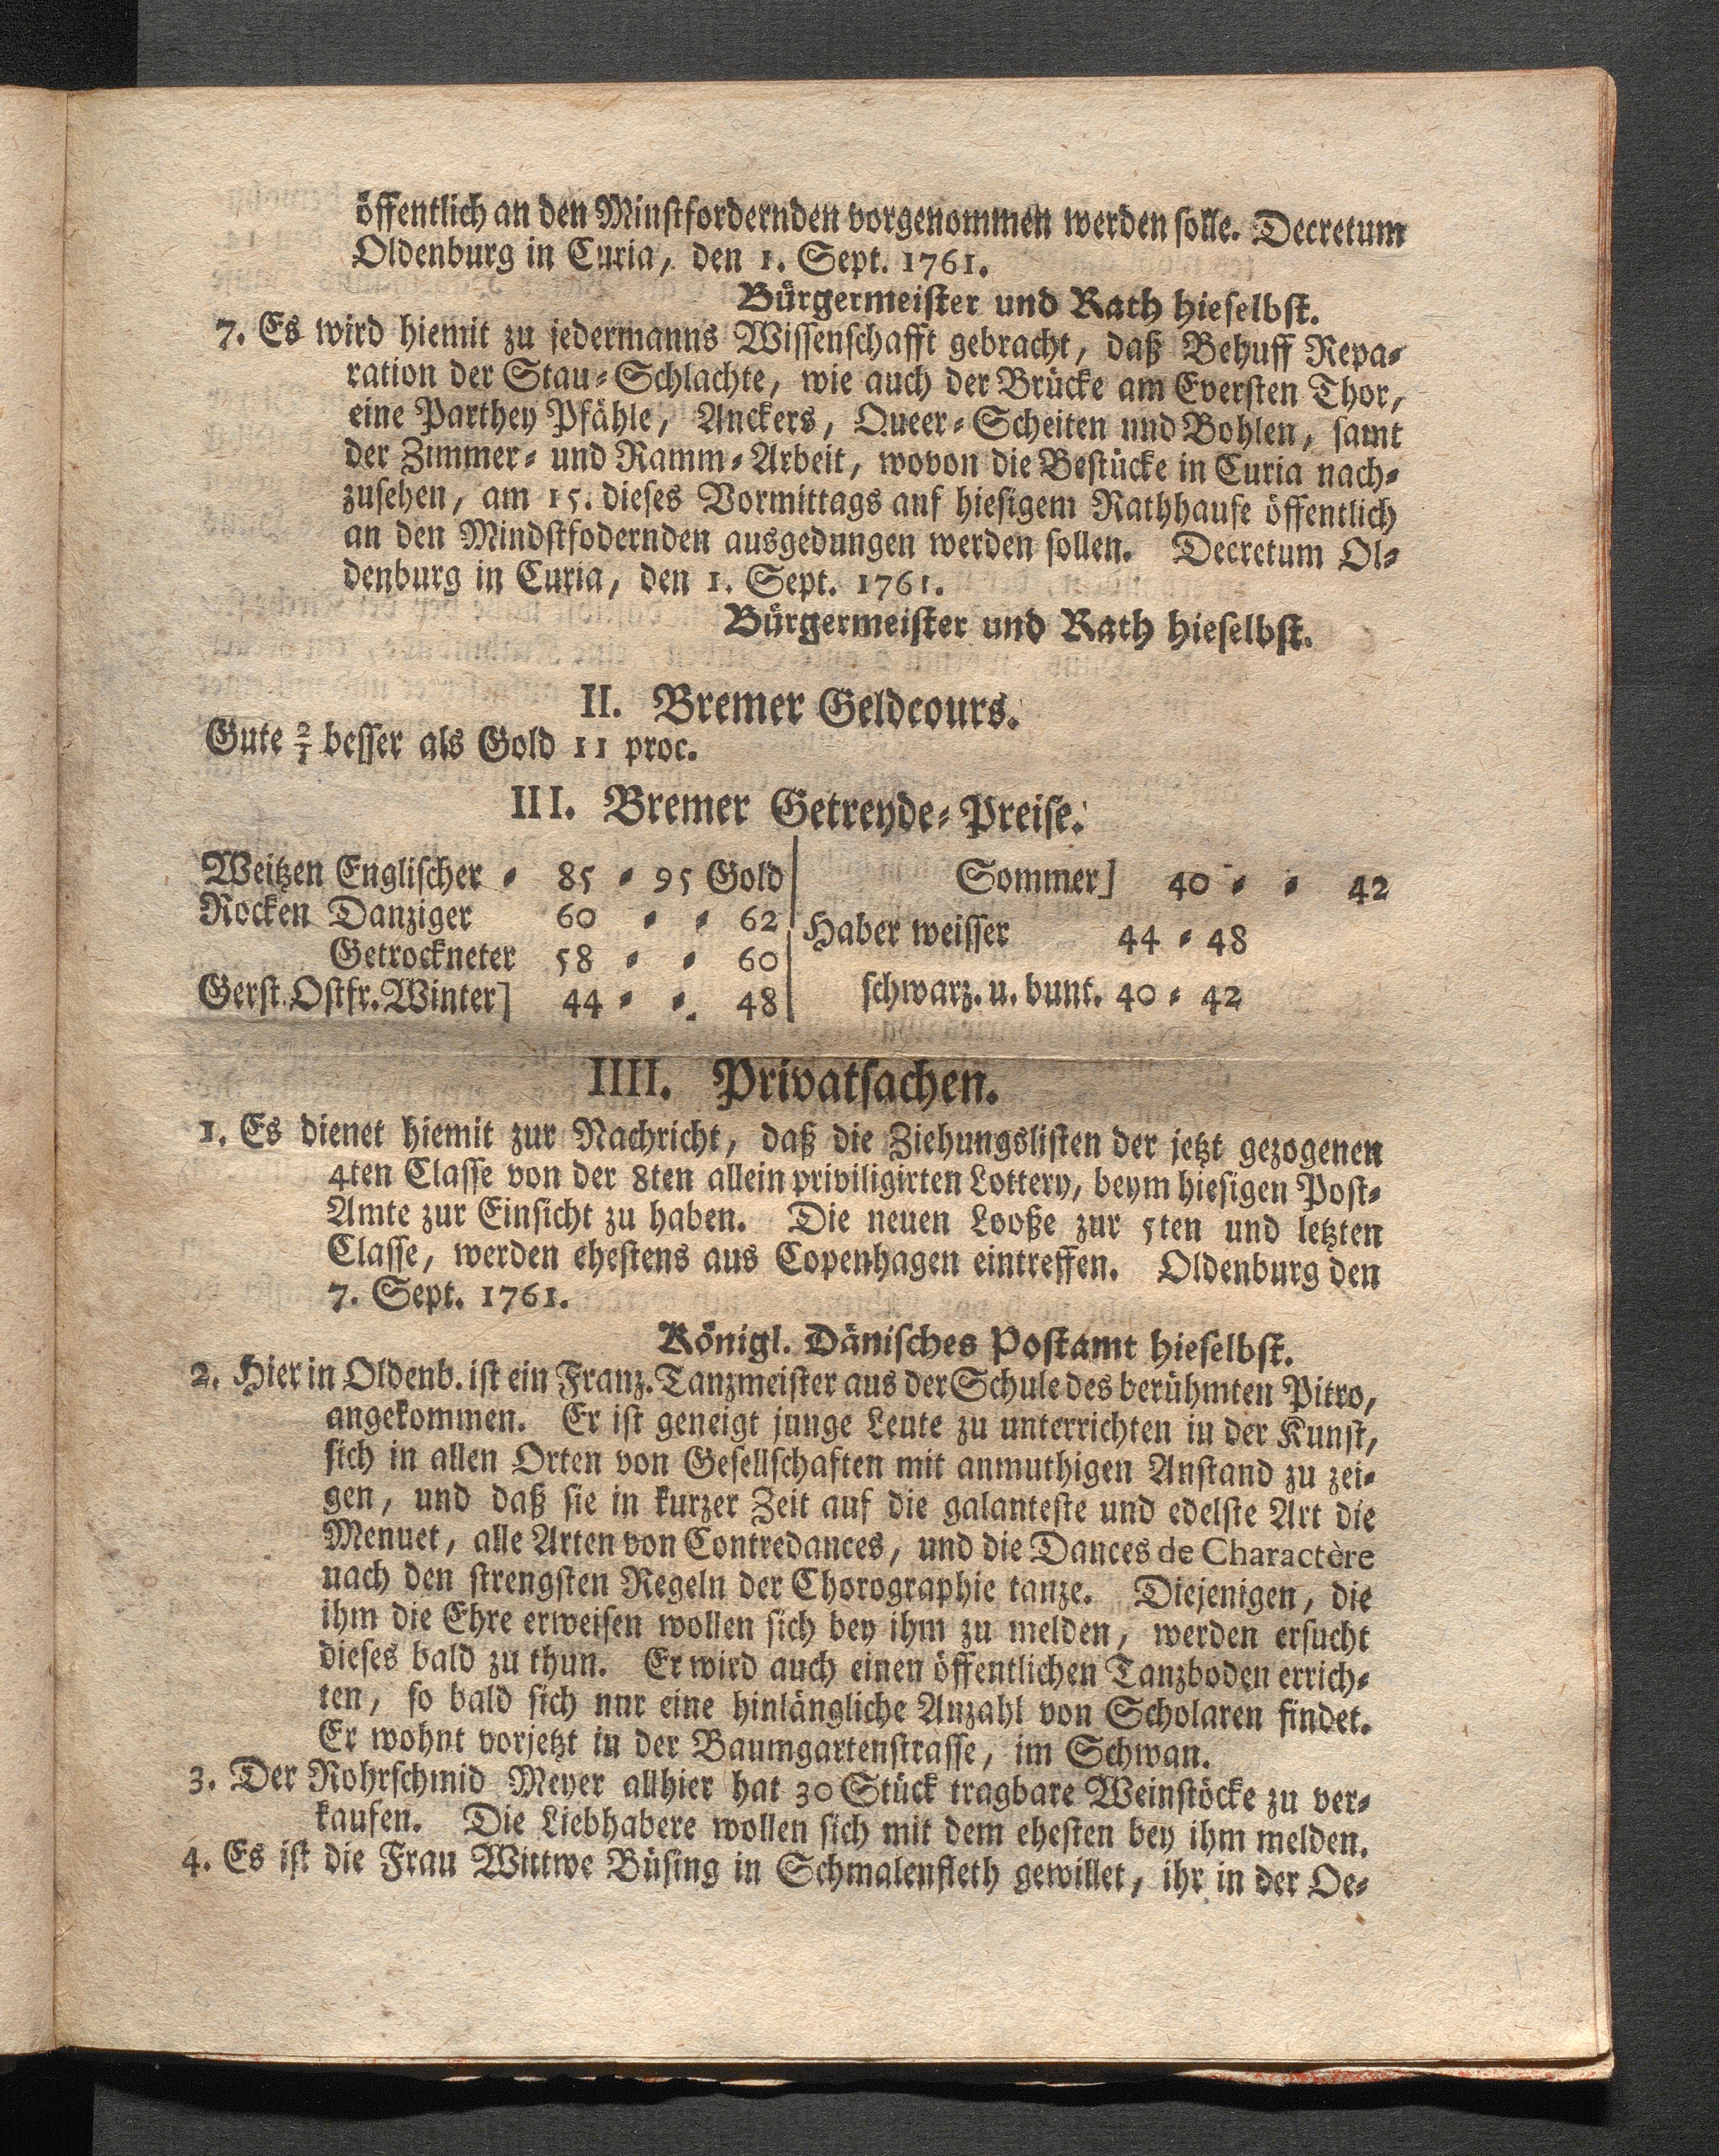 öffentlich an den Minstfordernden vorgenommen werden solle. Decretum
Oldenburg in Curia, den 1. Sept. 1761.
Bürgermeister und Rath hieselbst.
7. Es wird hiemit zu jedermanns Wissenschafft gebracht, daß Behuff Repa-
ration der Stau-Schlachte, wie auch der Brücke am Eversten Thor,
eine Parthey Pfähle, Anckers, Queer-Scheiten und Bohlen, samt
der Zimmer- und Ramm-Arbeit, wovon die Bestücke in Curia nach-
zusehen, am 15. dieses Vormittags auf hiesigem Rathhause öffentlich
an den Mindstfodernden ausgedungen werden sollen. Decretum Ol-
denburg in Curia, den 1. Sept. 1761.
Bürgermeister und Rath hieselbst.
II. Bremer Geldcours.
Gute 2/1 besser als Gold 11 proc.
III. Bremer Getreyde-Preise.
Weitzen Englischer - 85 - 95 Gold
Rocken Danziger 60 - - 62
Getrockneter 58 - - 60
Gerst. Ostfr. Winter] 44 - - 48
Sommer] 40 - - 42
Haber weisser 44 - 48
schwarz. u. bunt. 40 - 42
IIII. Privatsachen.
1. Es dienet hiemit zur Nachricht, daß die Ziehungslisten der jetzt gezogenen
4ten Classe von der 8ten allein priviligirten Lottery, beym hiesigen Post-
Amte zur Einsicht zu haben. Die neuen Looße zur 5ten und letzten
Classe, werden ehestens aus Copenhagen eintreffen. Oldenburg den
7. Sept. 1761.
Königl. Dänisches Postamt hieselbst.
2. Hier in Oldenb. ist ein Franz. Tanzmeister aus der Schule des berühmten Pitro,
angekommen. Er ist geneigt junge Leute zu unterrichten in der Kunst,
sich in allen Orten von Gesellschaften mit anmuthigen Anstand zu zei-
gen, und daß sie in kurzer Zeit auf die galanteste und edelste Art die
Menuet, alle Arten von Contredances, und die Dances de Charactère
nach den strengsten Regeln der Chorographie tanze. Diejenigen, die
ihm die Ehre erweisen wollen sich bey ihm zu melden, werden ersucht
dieses bald zu thun. Er wird auch einen öffentlichen Tanzboden errich-
ten, so bald sich nur eine hinlängliche Anzahl von Scholaren findet.
Er wohnt vorjetzt in der Baumgartenstrasse, im Schwan.
3. Der Rohrschmid Meyer allhier hat 30 Stück tragbare Weinstöcke zu ver-
kaufen. Die Liebhabere wollen sich mit dem ehesten bey ihm melden.
4. Es ist die Frau Wittwe Büsing in Schmalenfleth gewillet, ihr in der Oe-